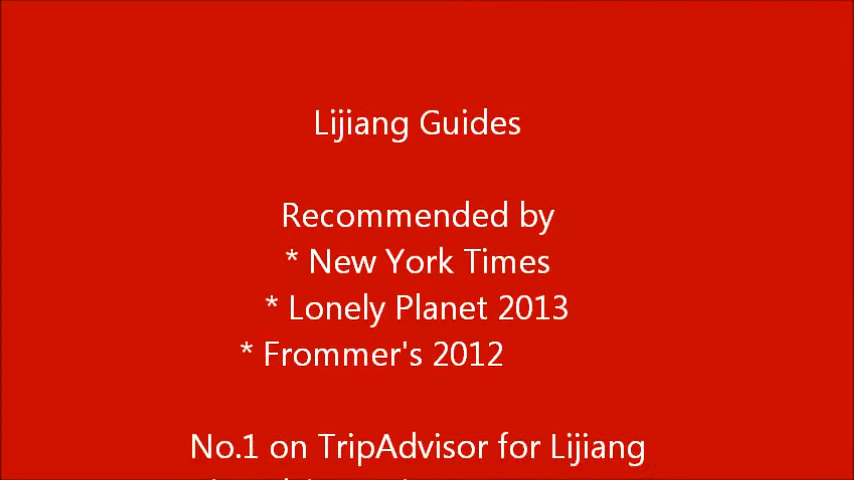 Lijiang Guides
Recommended by
* New York Times
* Lonely Planet 2013
* Frommer's 2012
No.1 on TripAdvisor for Lijiang